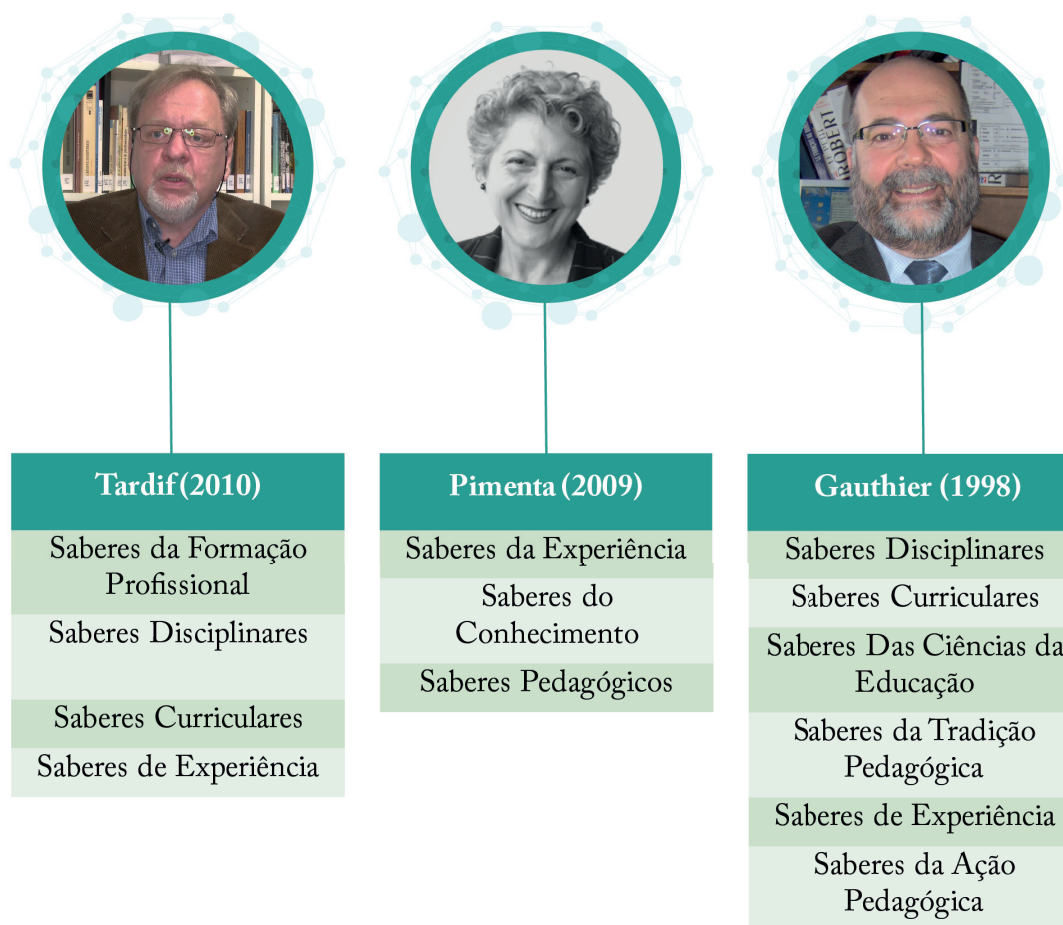 Tardif (2010)
Saberes da Formação
Profissional
Saberes Disciplinares
Saberes Curriculares
Saberes de Experiência
Pimenta (2009)
Saberes da Experiência
Saberes do
Conhecimento
Saberes Pedagógicos
Gauthier (1998)
Saberes Disciplinares
Saberes Curriculares
Saberes Das Ciências da
Educação
Saberes da Tradição
Pedagógica
Saberes de Experiência
Saberes da Ação
Pedagógica